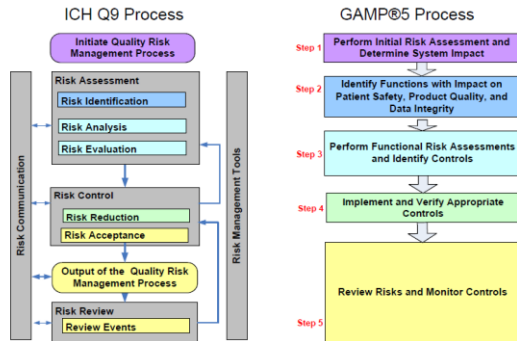 ICH Q9 Process
Initiate Quality Risk
Management Process
Risk Communication
Risk Assessment
Risk Identification
Risk Analysis
Risk Evaluation
Risk Control
Risk Reduction
Risk Acceptance
Output of the Quality Risk
Management Process
Risk Review
Review Events
Risk Management Tools
GAMP®5 Process
Step 1
Perform Initial Risk Assessment and
Determine System Impact
Step 2
Identify Functions with Impact on
Patient Safety, Product Quality, and
Data Integrity
Step 3
Perform Functional Risk Assessments
and Identify Controls
Step 4
Implement and Verify Appropriate
Controls
Review Risks and Monitor Controls
Step 5